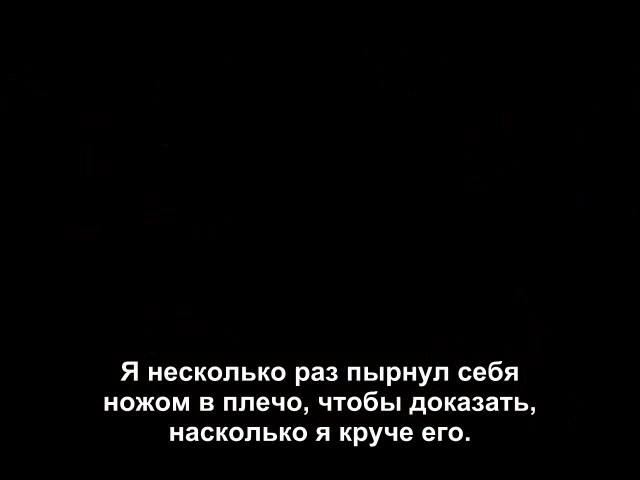 Я несколько раз пырнул себя
ножом в плечо, чтобы доказать,
насколько я круче его.